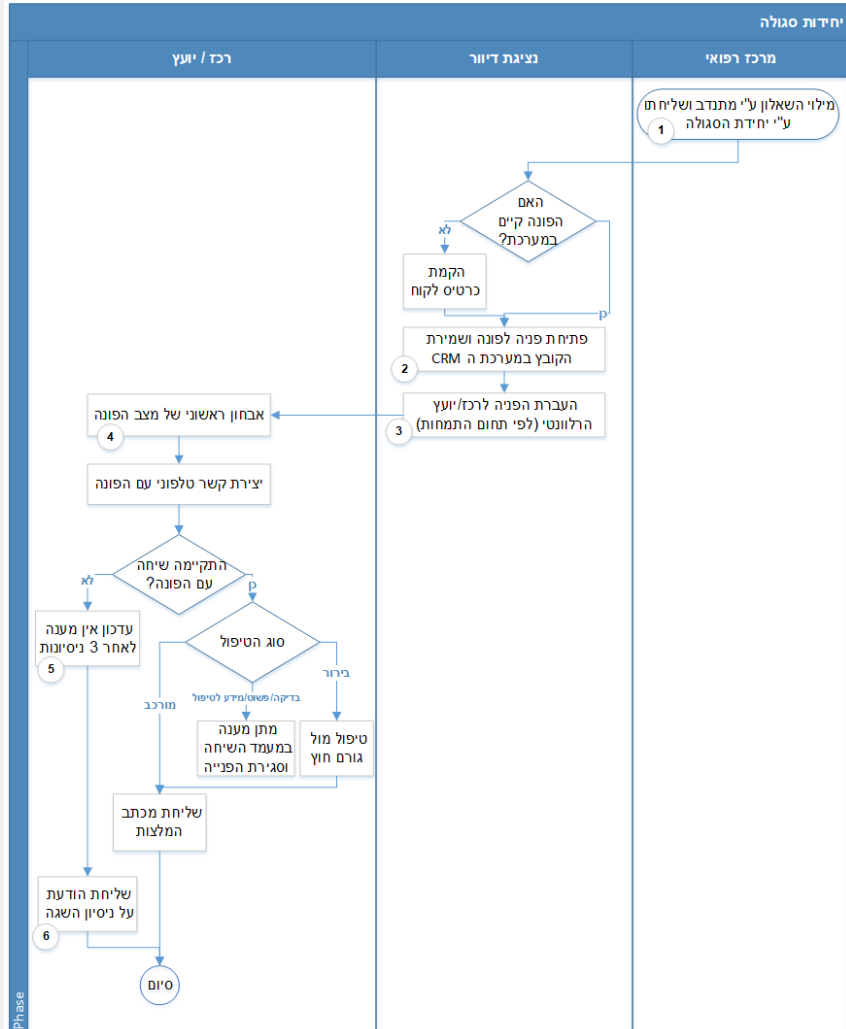 יחידות סגולה
מרכז רפואי
נציגת דיוור
רכז / יועץ
מילוי השאלון ע"י מתנדב ושליחתו
ע"י יחידת הסגולה
1
האם
הפונה קיים
במערכת?
לא
הקמת
כרטיס לקוח
כן
פתיחת פניה לפונה ושמירת
הקובץ במערכת ה CRM
2
העברת הפניה לרכז/יועץ
הרלוונטי (לפי תחום התמחות)
3
אבחון ראשוני של מצב הפונה
4
יצירת קשר טלפוני עם הפונה
התקיימה שיחה
עם הפונה?
לא
כן
עדכון אין מענה
לאחר 3 ניסיונות
5
סוג הטיפול
בירור
בדיקה/פשוט/מידע לטיפול
מורכב
טיפול מול
גורם חוץ
מתן מענה
במעמד השיחה
וסגירת הפנייה
שליחת מכתב
המלצות
שליחת הודעת
על ניסיון השגה
6
סיום
Phase